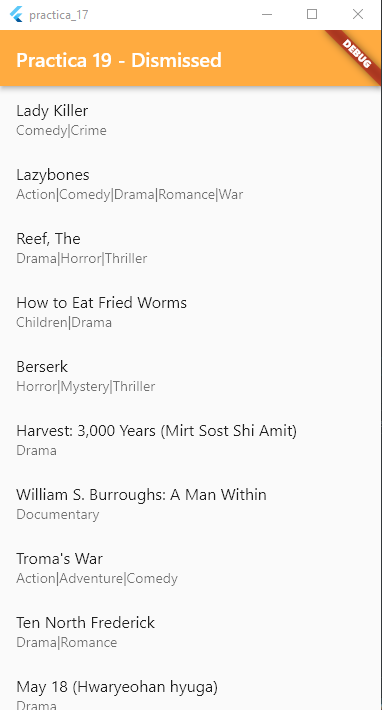 practica_17
Practica 19 - Dismissed
DEBUG
Lady Killer
Comedy|Crime
Lazybones
Action|Comedy|Drama|Romance|War
Reef, The
Drama|Horror|Thriller
How to Eat Fried Worms
Children|Drama
Berserk
Horror|Mystery|Thriller
Harvest: 3,000 Years (Mirt Sost Shi Amit)
Drama
William S. Burroughs: A Man Within
Documentary
Troma's War
Action|Adventure|Comedy
Ten North Frederick
Drama|Romance
May 18 (Hwaryeohan hyuga)
Drama